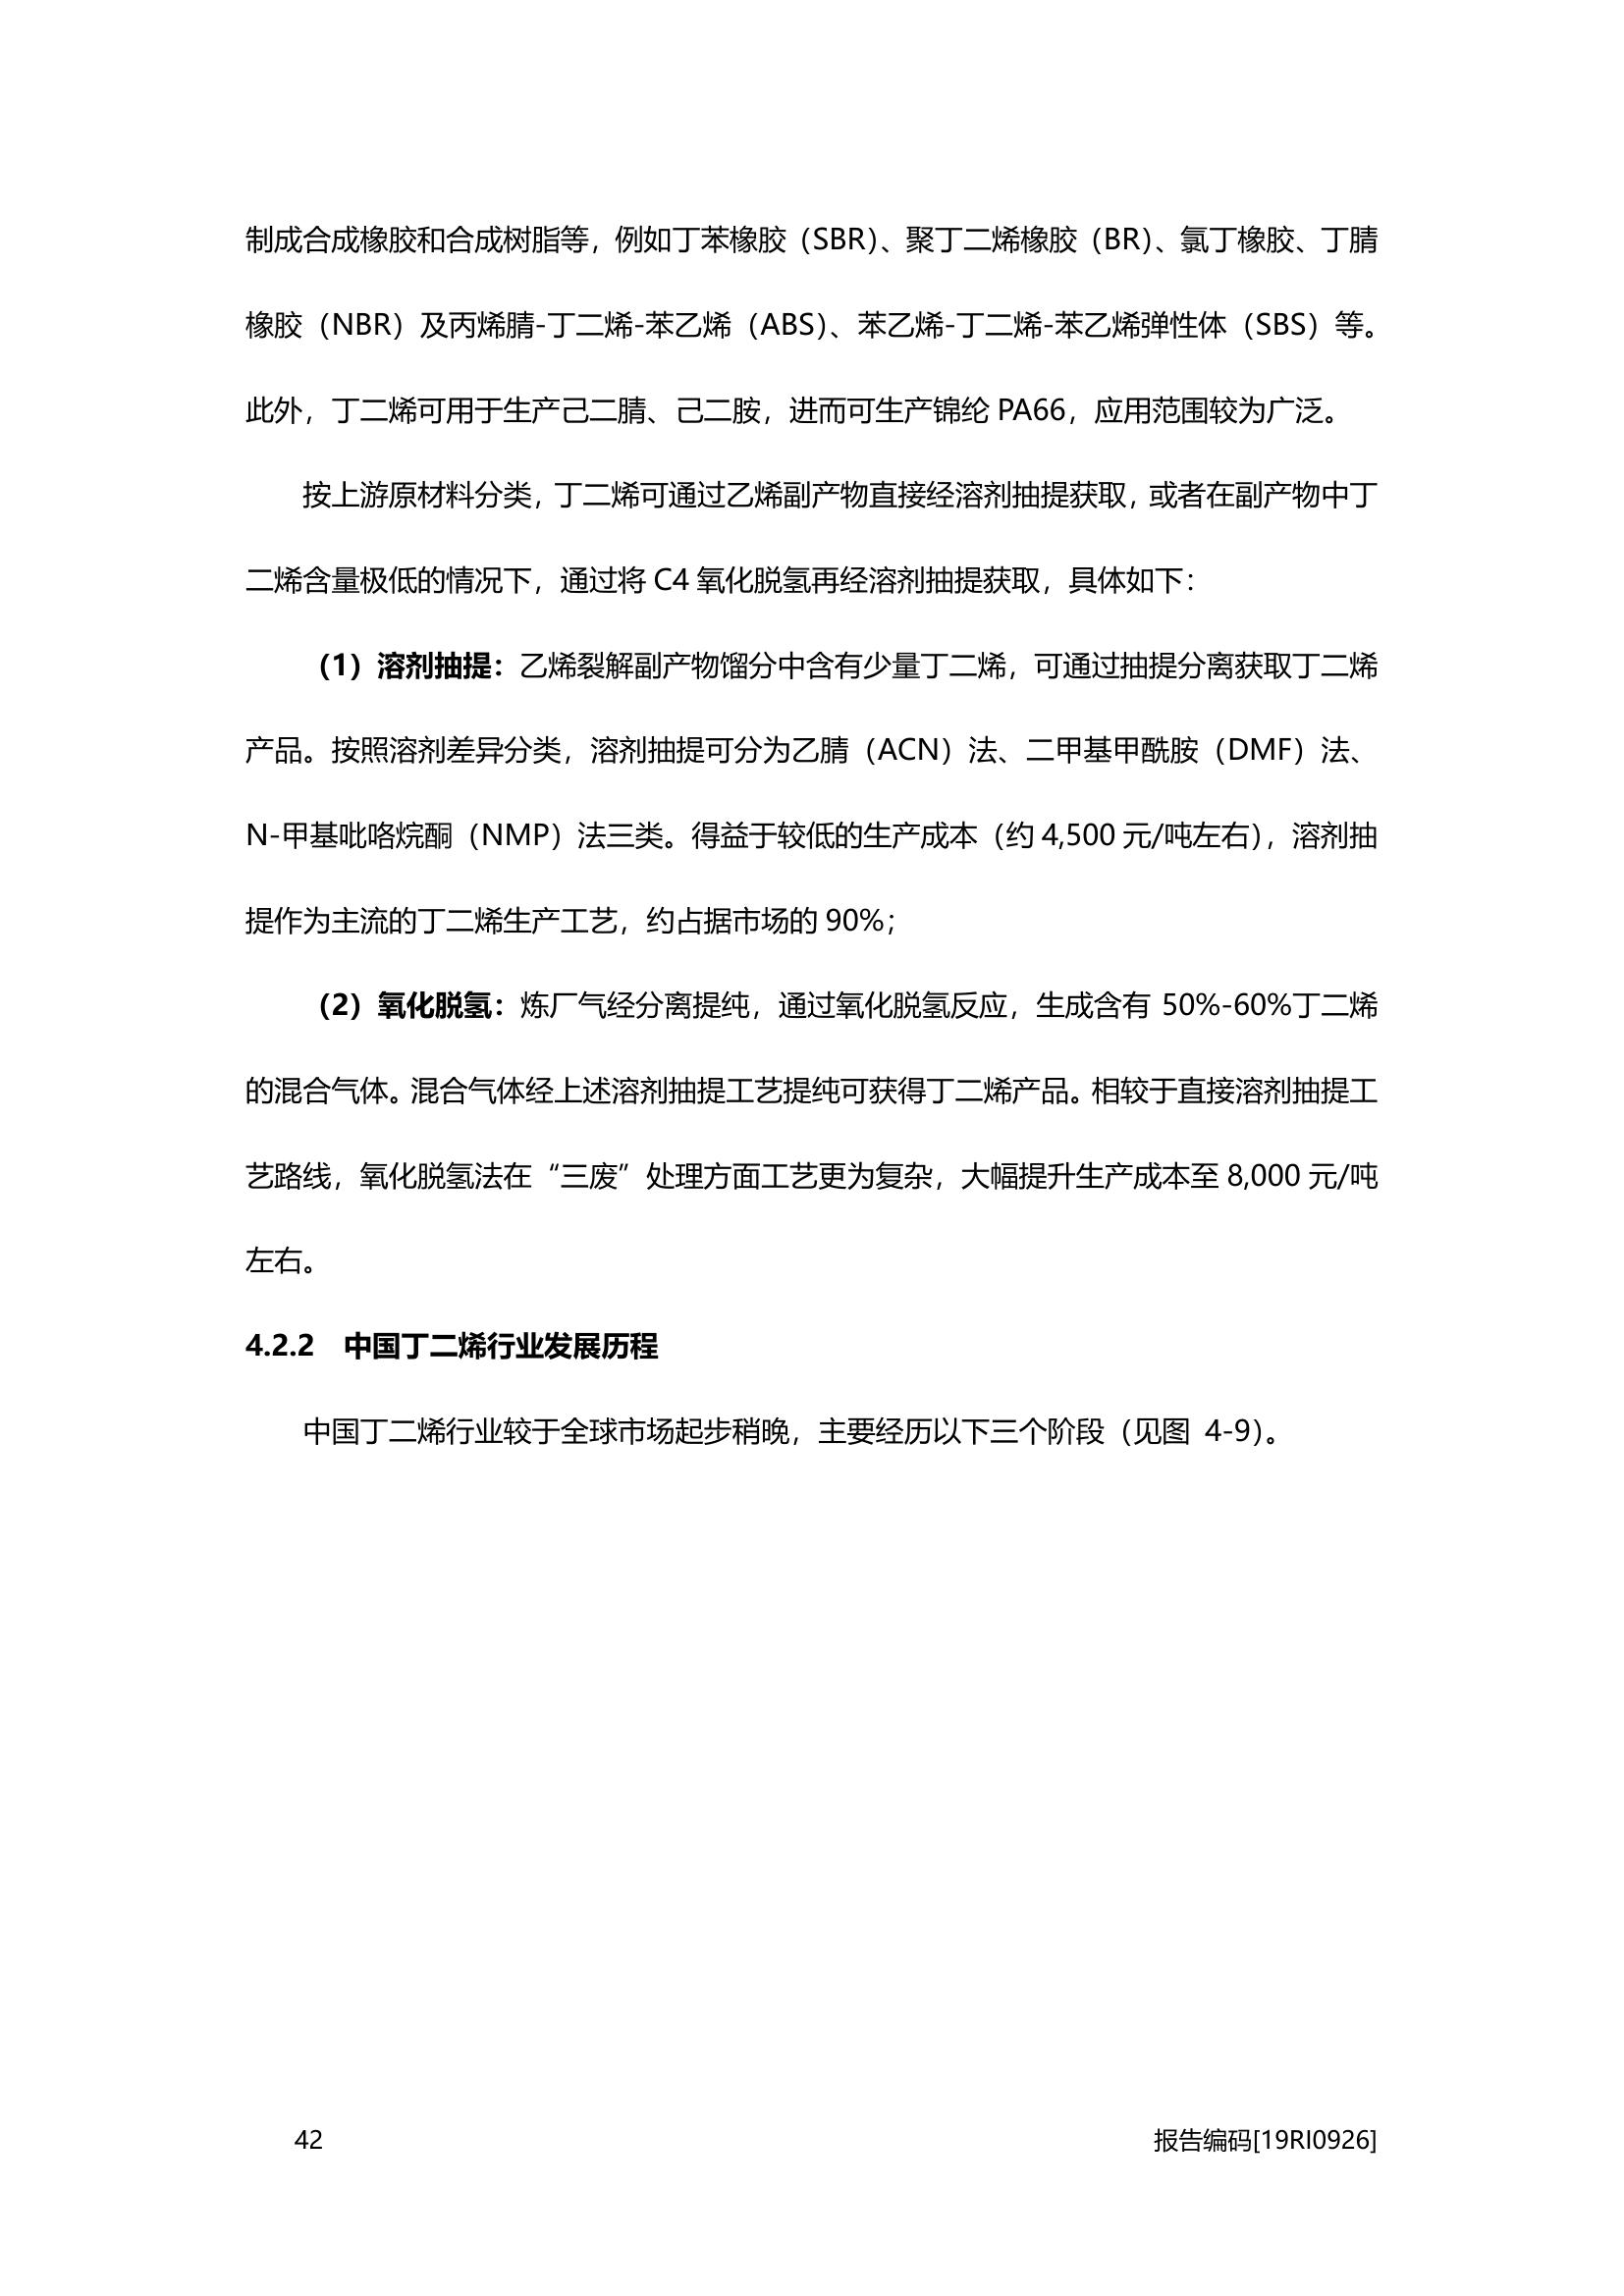 制成合成橡胶和合成树脂等，例如丁苯橡胶（SBR）、聚丁二烯橡胶（BR）、氯丁橡胶、丁腈
橡胶（NBR）及丙烯腈-丁二烯-苯乙烯（ABS）、苯乙烯-丁二烯-苯乙烯弹性体（SBS）等。
此外，丁二烯可用于生产己二腈、己二胺，进而可生产锦纶 PA66，应用范围较为广泛。
按上游原材料分类，丁二烯可通过乙烯副产物直接经溶剂抽提获取，或者在副产物中丁
二烯含量极低的情况下，通过将 C4 氧化脱氢再经溶剂抽提获取，具体如下：
（1）溶剂抽提：乙烯裂解副产物馏分中含有少量丁二烯，可通过抽提分离获取丁二烯
产品。按照溶剂差异分类，溶剂抽提可分为乙腈（ACN）法、二甲基甲酰胺（DMF）法、
N-甲基吡咯烷酮（NMP）法三类。得益于较低的生产成本（约 4,500 元/吨左右），溶剂抽
提作为主流的丁二烯生产工艺，约占据市场的 90%；
（2）氧化脱氢：炼厂气经分离提纯，通过氧化脱氢反应，生成含有 50%-60%丁二烯
的混合气体。混合气体经上述溶剂抽提工艺提纯可获得丁二烯产品。相较于直接溶剂抽提工
艺路线，氧化脱氢法在“三废”处理方面工艺更为复杂，大幅提升生产成本至 8,000 元/吨
左右。
4.2.2 中国丁二烯行业发展历程
中国丁二烯行业较于全球市场起步稍晚，主要经历以下三个阶段（见图 4-9）。
42 报告编码[19RI0926]